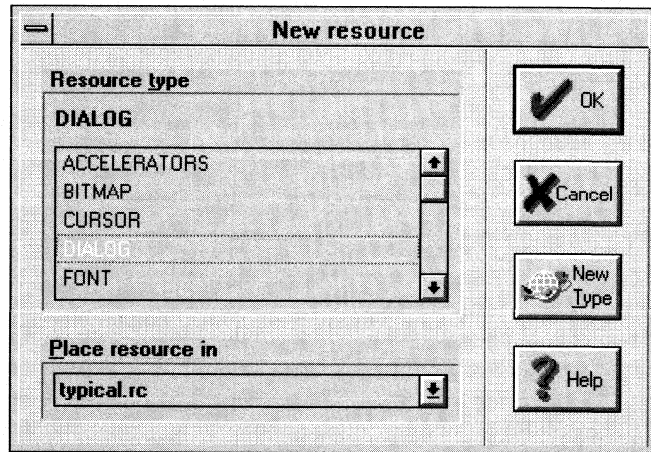 New resource
Resource type
DIALOG
ACCELERATORS
BITMAP
CURSOR
DIALOG
FONT
Place resource in
typical.rc
OK
Cancel
New
Type
Help